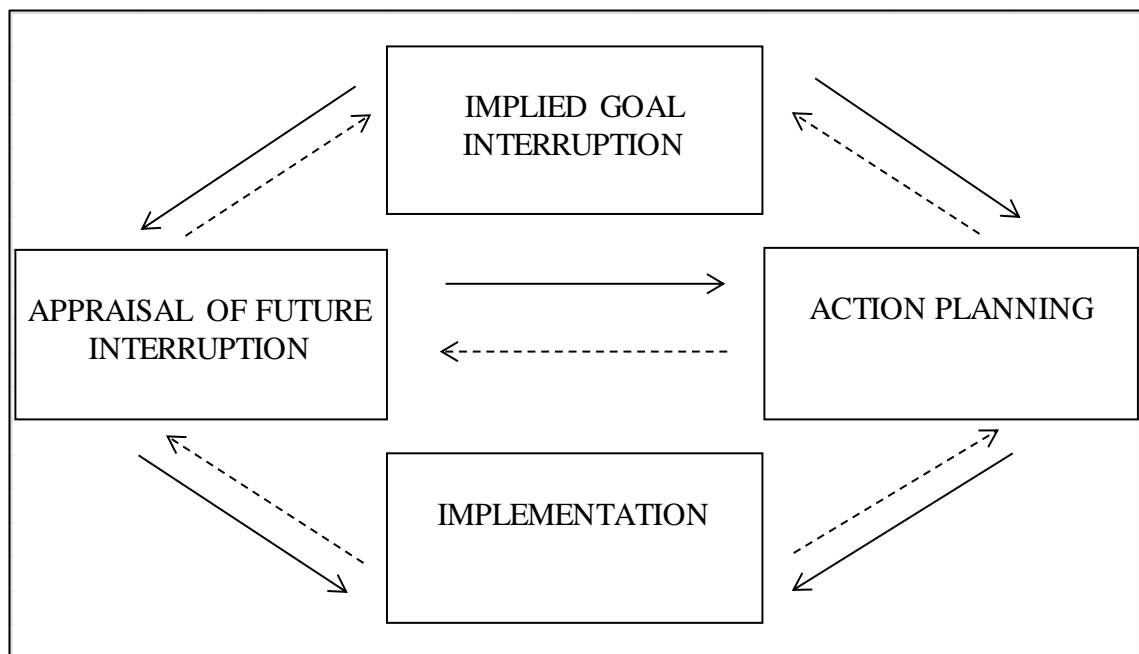 IMPLIED GOAL
INTERRUPTION
APPRAISAL OF FUTURE
INTERRUPTION
ACTION PLANNING
IMPLEMENTATION